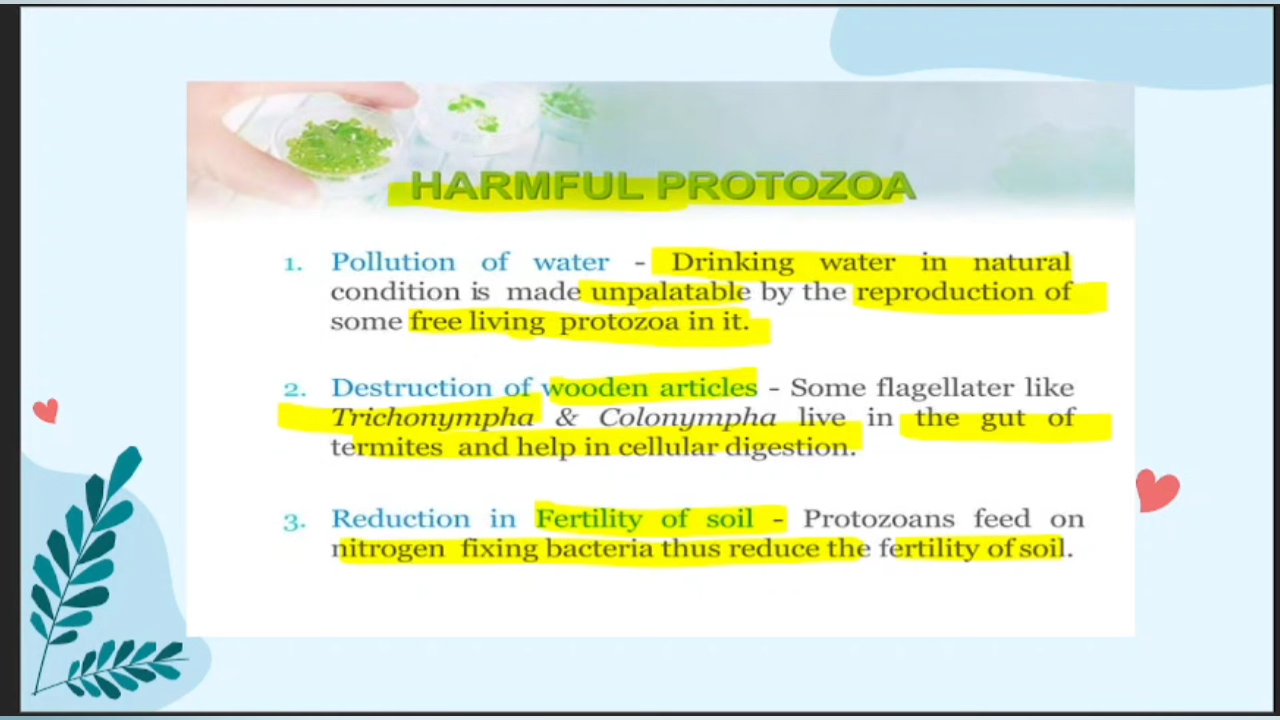 HARMFUL PROTOZOA
1. Pollution of water - Drinking water in natural
condition is made unpalatable by the reproduction of
some free living protozoa in it.
2. Destruction of wooden articles - Some flagellater like
Trichonympha & Colonympha live in the gut of
termites and help in cellular digestion.
3. Reduction in Fertility of soil - Protozoans feed on
nitrogen fixing bacteria thus reduce the fertility of soil.